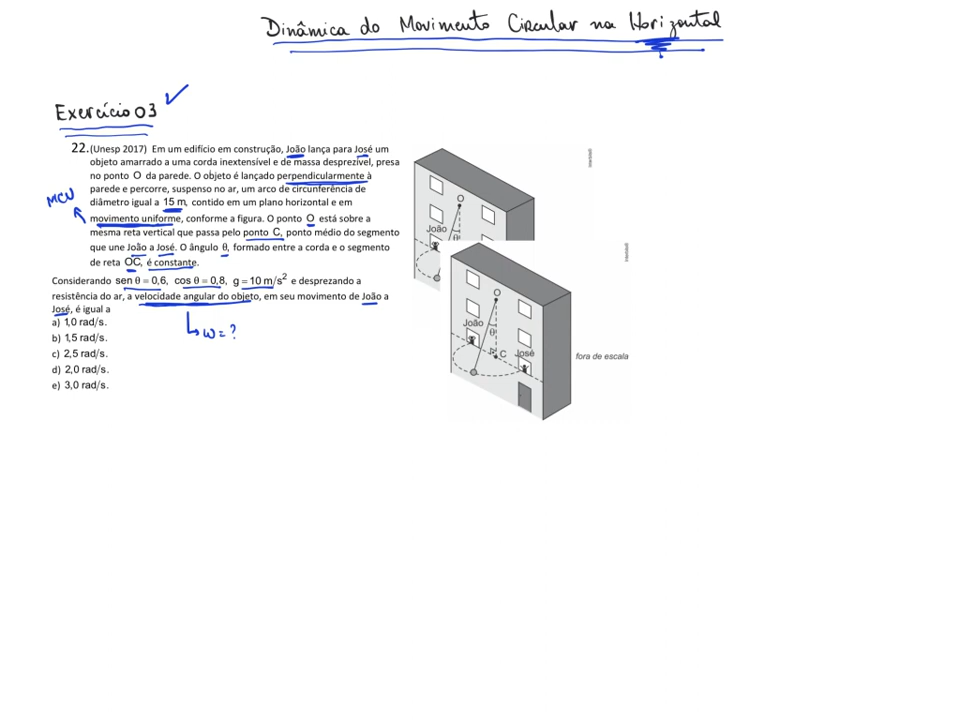 Dinâmica do Movimento Circular na Horizontal
Exercício 03
22.(Unesp 2017) Em um edifício em construção, João lança para José um
objeto amarrado a uma corda inextensível e de massa desprezível, presa
no ponto O da parede. O objeto é lançado perpendicularmente à
parede e percorre, suspenso no ar, um arco de circunferência de
diâmetro igual a 15 m, contido em um plano horizontal e em
movimento uniforme, conforme a figura. O ponto O está sobre a
mesma reta vertical que passa pelo ponto C, ponto médio do segmento
que une João a José. O ângulo θ, formado entre a corda e o segmento
de reta OC, é constante.
MCU
Considerando sen θ = 0,6, cos θ = 0,8, g = 10 m/s² e desprezando a
resistência do ar, a velocidade angular do objeto, em seu movimento de João a
José, é igual a
a) 1,0 rad/s.
b) 1,5 rad/s.
c) 2,5 rad/s.
d) 2,0 rad/s.
e) 3,0 rad/s.
ω = ?
O
João
θ
O
João
θ
C
José
fora de escala